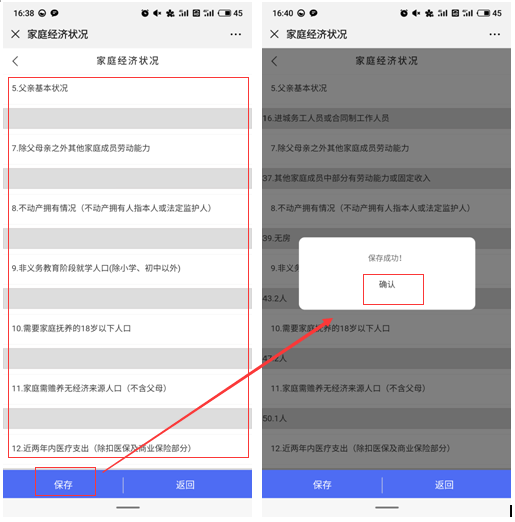 16:38
45
家庭经济状况
家庭经济状况
5.父亲基本状况
7.除父母亲之外其他家庭成员劳动能力
8.不动产拥有情况（不动产拥有人指本人或法定监护人）
9.非义务教育阶段就学人口(除小学、初中以外)
10.需要家庭抚养的18岁以下人口
11.家庭需赡养无经济来源人口（不含父母）
12.近两年内医疗支出（除扣医保及商业保险部分）
保存
返回
16:40
45
家庭经济状况
家庭经济状况
5.父亲基本状况
16.进城务工人员或合同制工作人员
7.除父母亲之外其他家庭成员劳动能力
37.其他家庭成员中部分有劳动能力或固定收入
8.不动产拥有情况（不动产拥有人指本人或法定监护人）
39.无房
保存成功!
确认
9.非义
43.2人
10.需要家庭抚养的18岁以下人口
47.2人
11.家庭需赡养无经济来源人口（不含父母）
50.1人
12.近两年内医疗支出（除扣医保及商业保险部分）
保存
返回